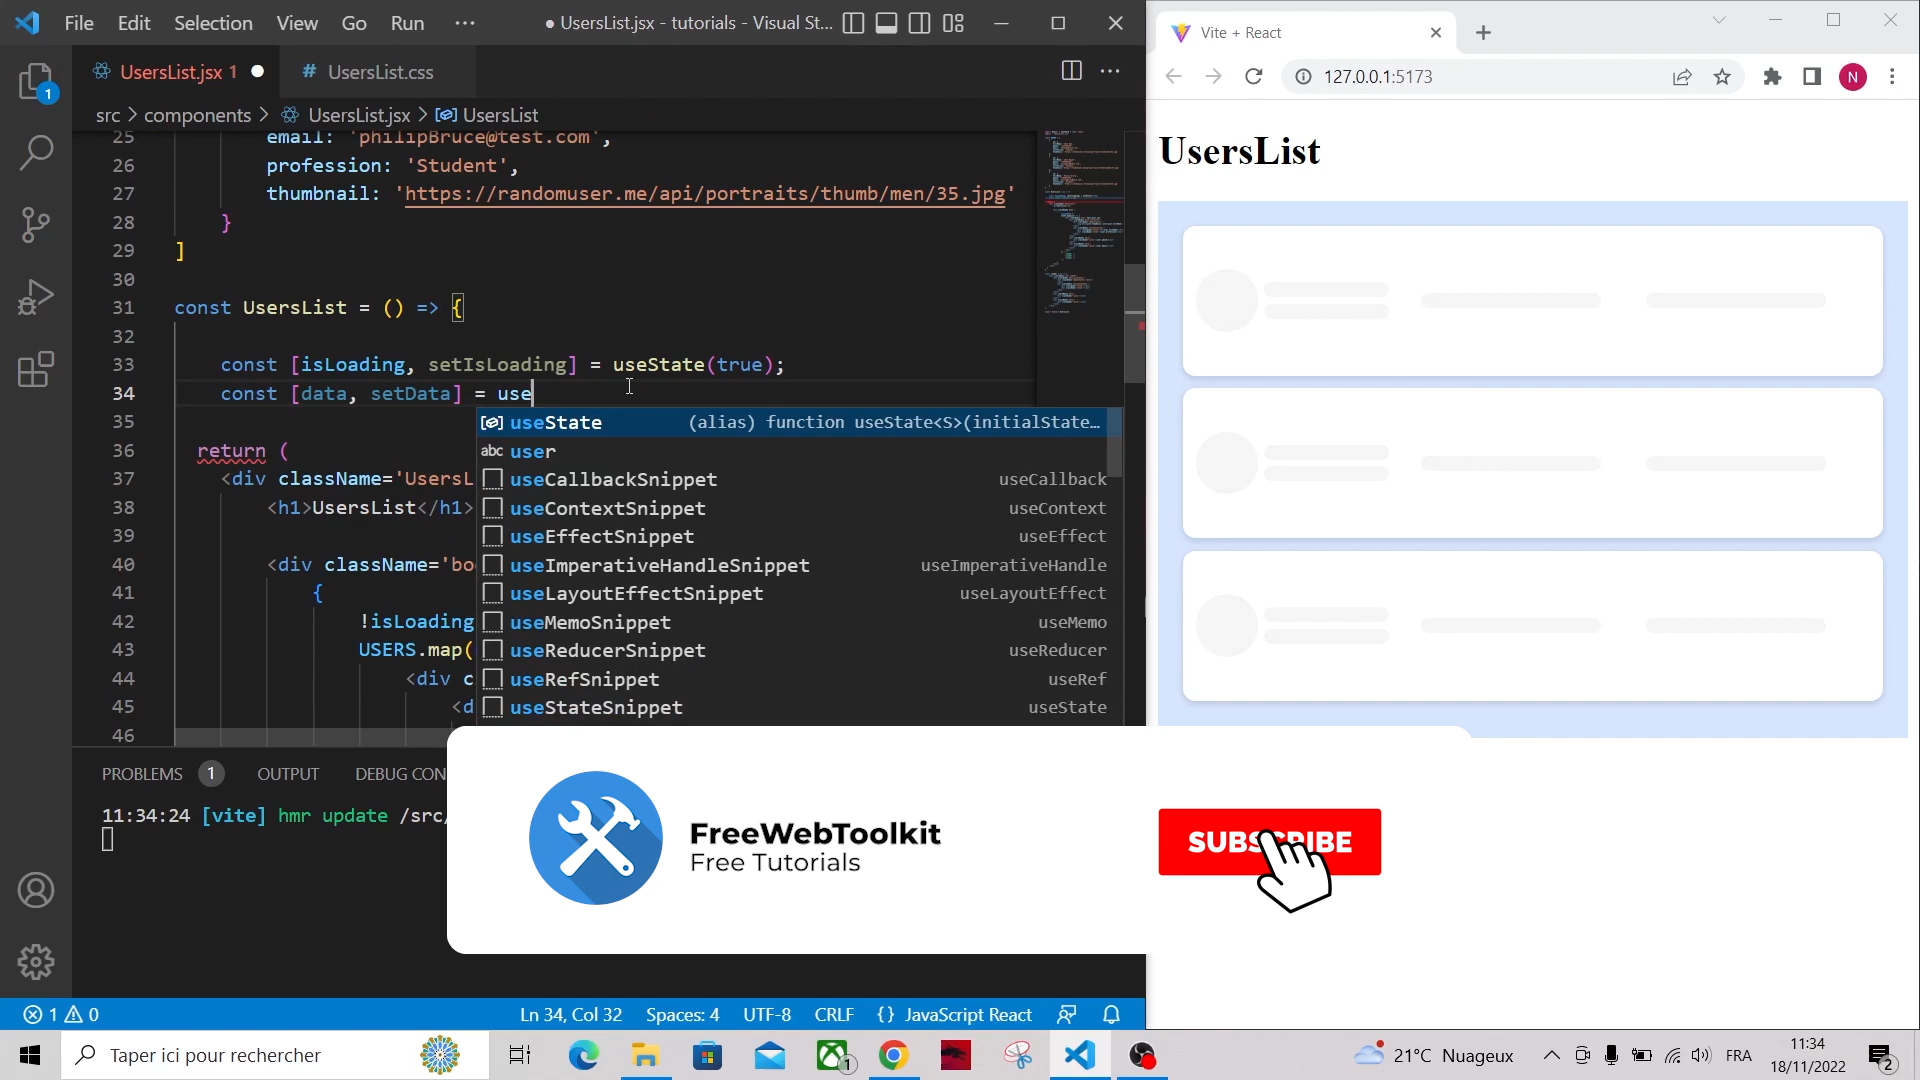 File Edit Selection View Go Run ··· ● UsersList.jsx - tutorials - Visual St...
UsersList.jsx 1 ●
# UsersList.css
src > components > UsersList.jsx > UsersList
1
25 email: 'philipBruce@test.com',
26 profession: 'Student',
27 thumbnail: 'https://randomuser.me/api/portraits/thumb/men/35.jpg'
28 }
29 ]
30
31 const UsersList = () => {
32
33 const [isLoading, setIsLoading] = useState(true);
34 const [data, setData] = use
35
36 return (
37 <div className='UsersL
38 <h1>UsersList</h1>
39
40 <div className='bo
41 {
42 !isLoading
43 USERS.map(
44 <div c
45 <d
46
useState (alias) function useState<S>(initialState…
abc user
useCallbackSnippet useCallback
useContextSnippet useContext
useEffectSnippet useEffect
useImperativeHandleSnippet useImperativeHandle
useLayoutEffectSnippet useLayoutEffect
useMemoSnippet useMemo
useReducerSnippet useReducer
useRefSnippet useRef
useStateSnippet useState
PROBLEMS 1 OUTPUT DEBUG CON
11:34:24 [vite] hmr update /src/
1 0
Ln 34, Col 32 Spaces: 4 UTF-8 CRLF {} JavaScript React
Vite + React
127.0.0.1:5173
N
UsersList
FreeWebToolkit
Free Tutorials
SUBSCRIBE
Taper ici pour rechercher
1
21°C Nuageux
FRA
11:34
18/11/2022
2